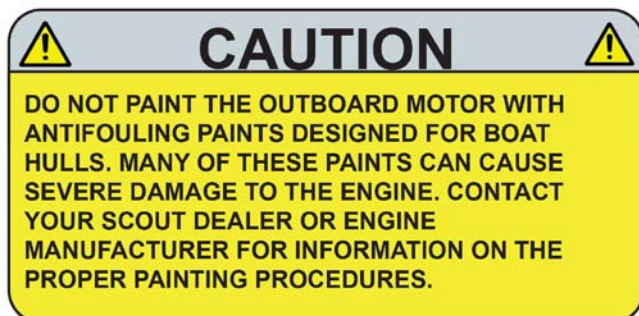 CAUTION
DO NOT PAINT THE OUTBOARD MOTOR WITH
ANTIFOULING PAINTS DESIGNED FOR BOAT
HULLS. MANY OF THESE PAINTS CAN CAUSE
SEVERE DAMAGE TO THE ENGINE. CONTACT
YOUR SCOUT DEALER OR ENGINE
MANUFACTURER FOR INFORMATION ON THE
PROPER PAINTING PROCEDURES.